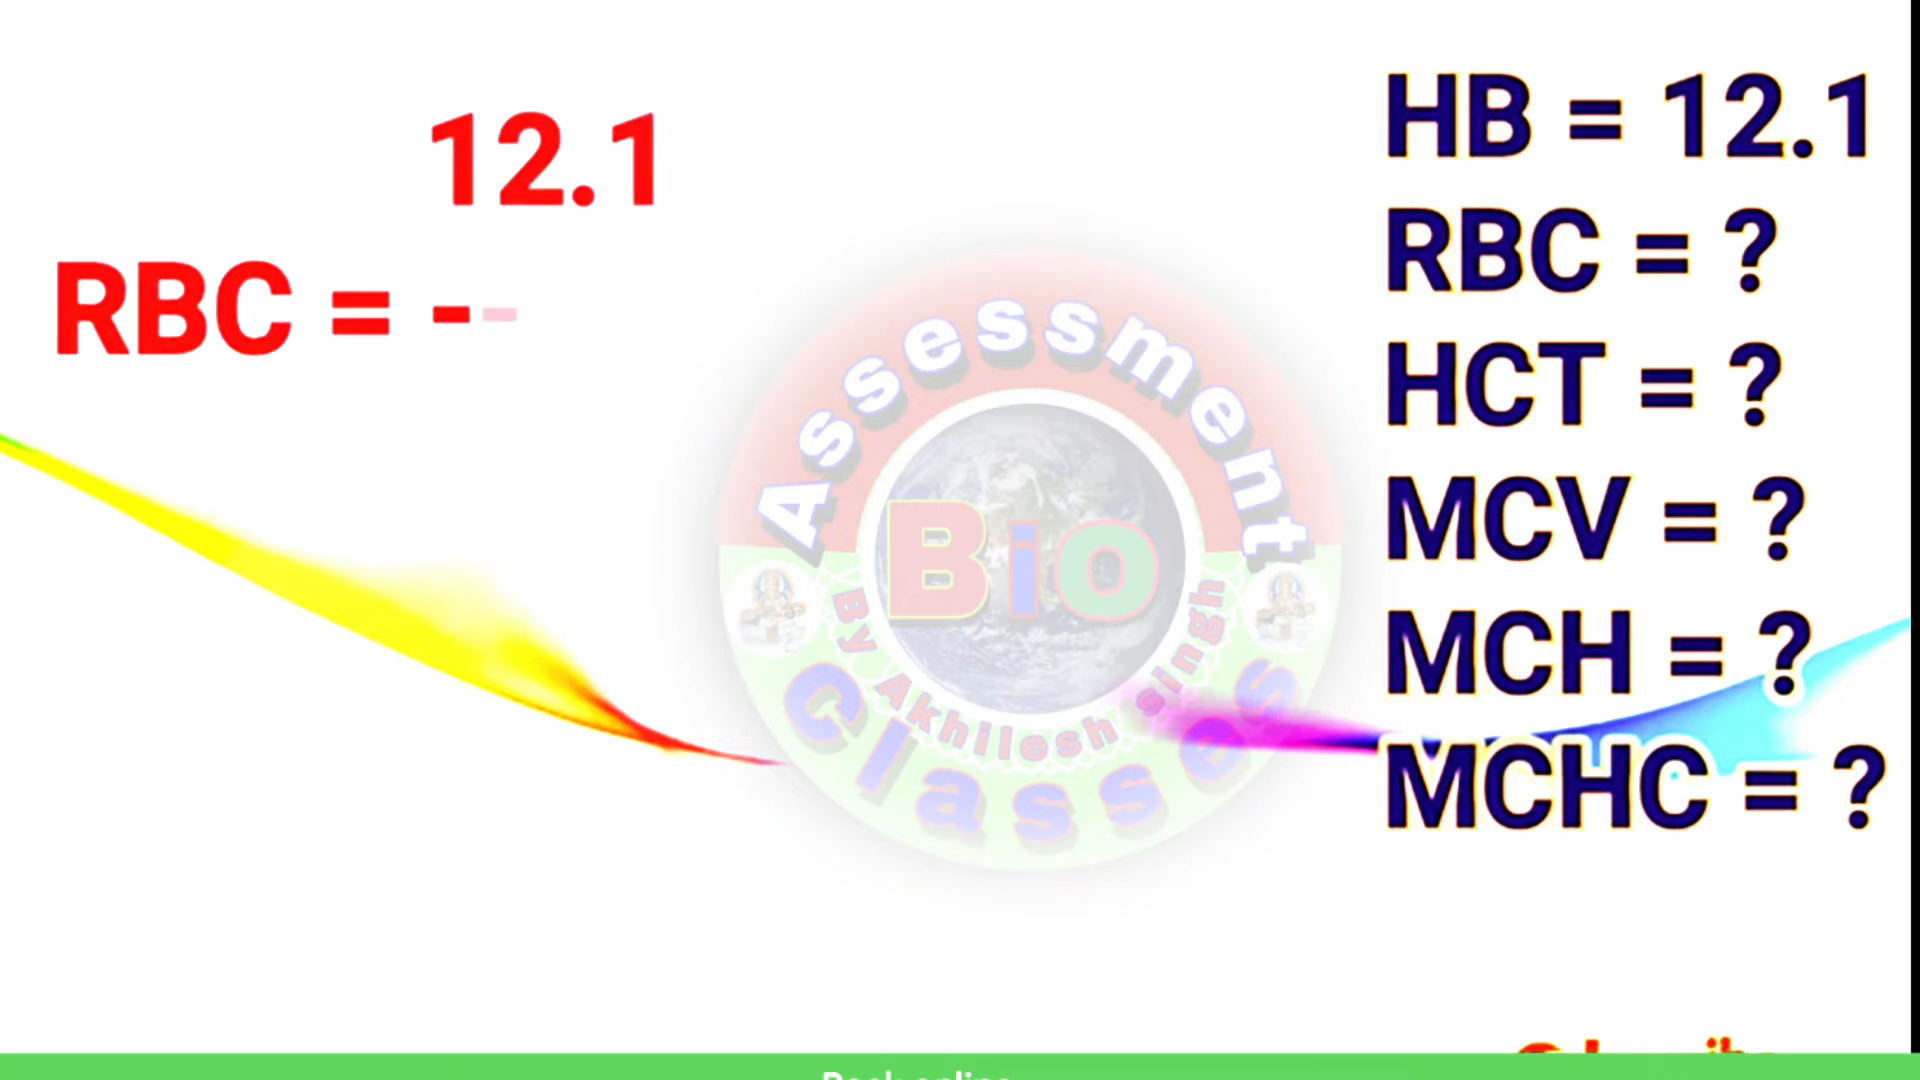 12.1
RBC = --
HB = 12.1
RBC = ?
HCT = ?
MCV = ?
MCH = ?
MCHC = ?
Assessment
Bio
By Akhilesh singh
Classes